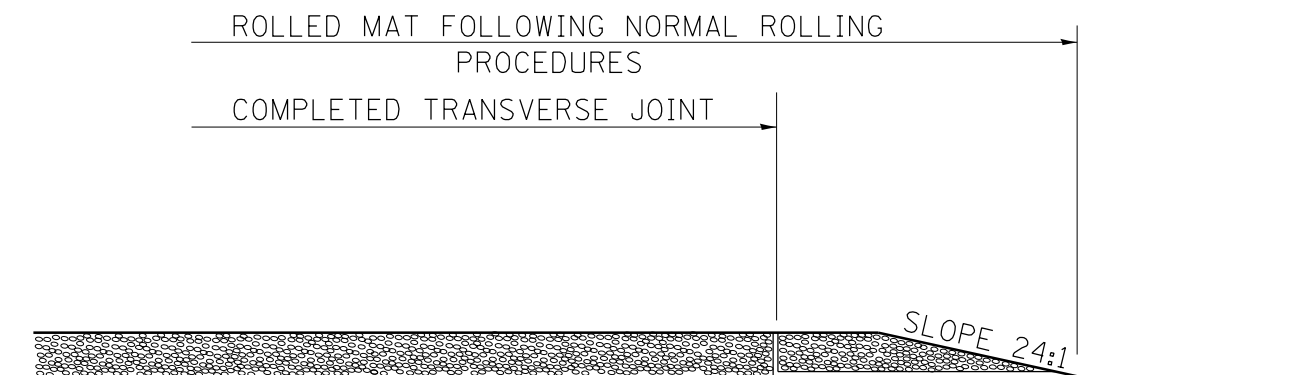 ROLLED MAT FOLLOWING NORMAL ROLLING
PROCEDURES
COMPLETED TRANSVERSE JOINT
SLOPE 24:1